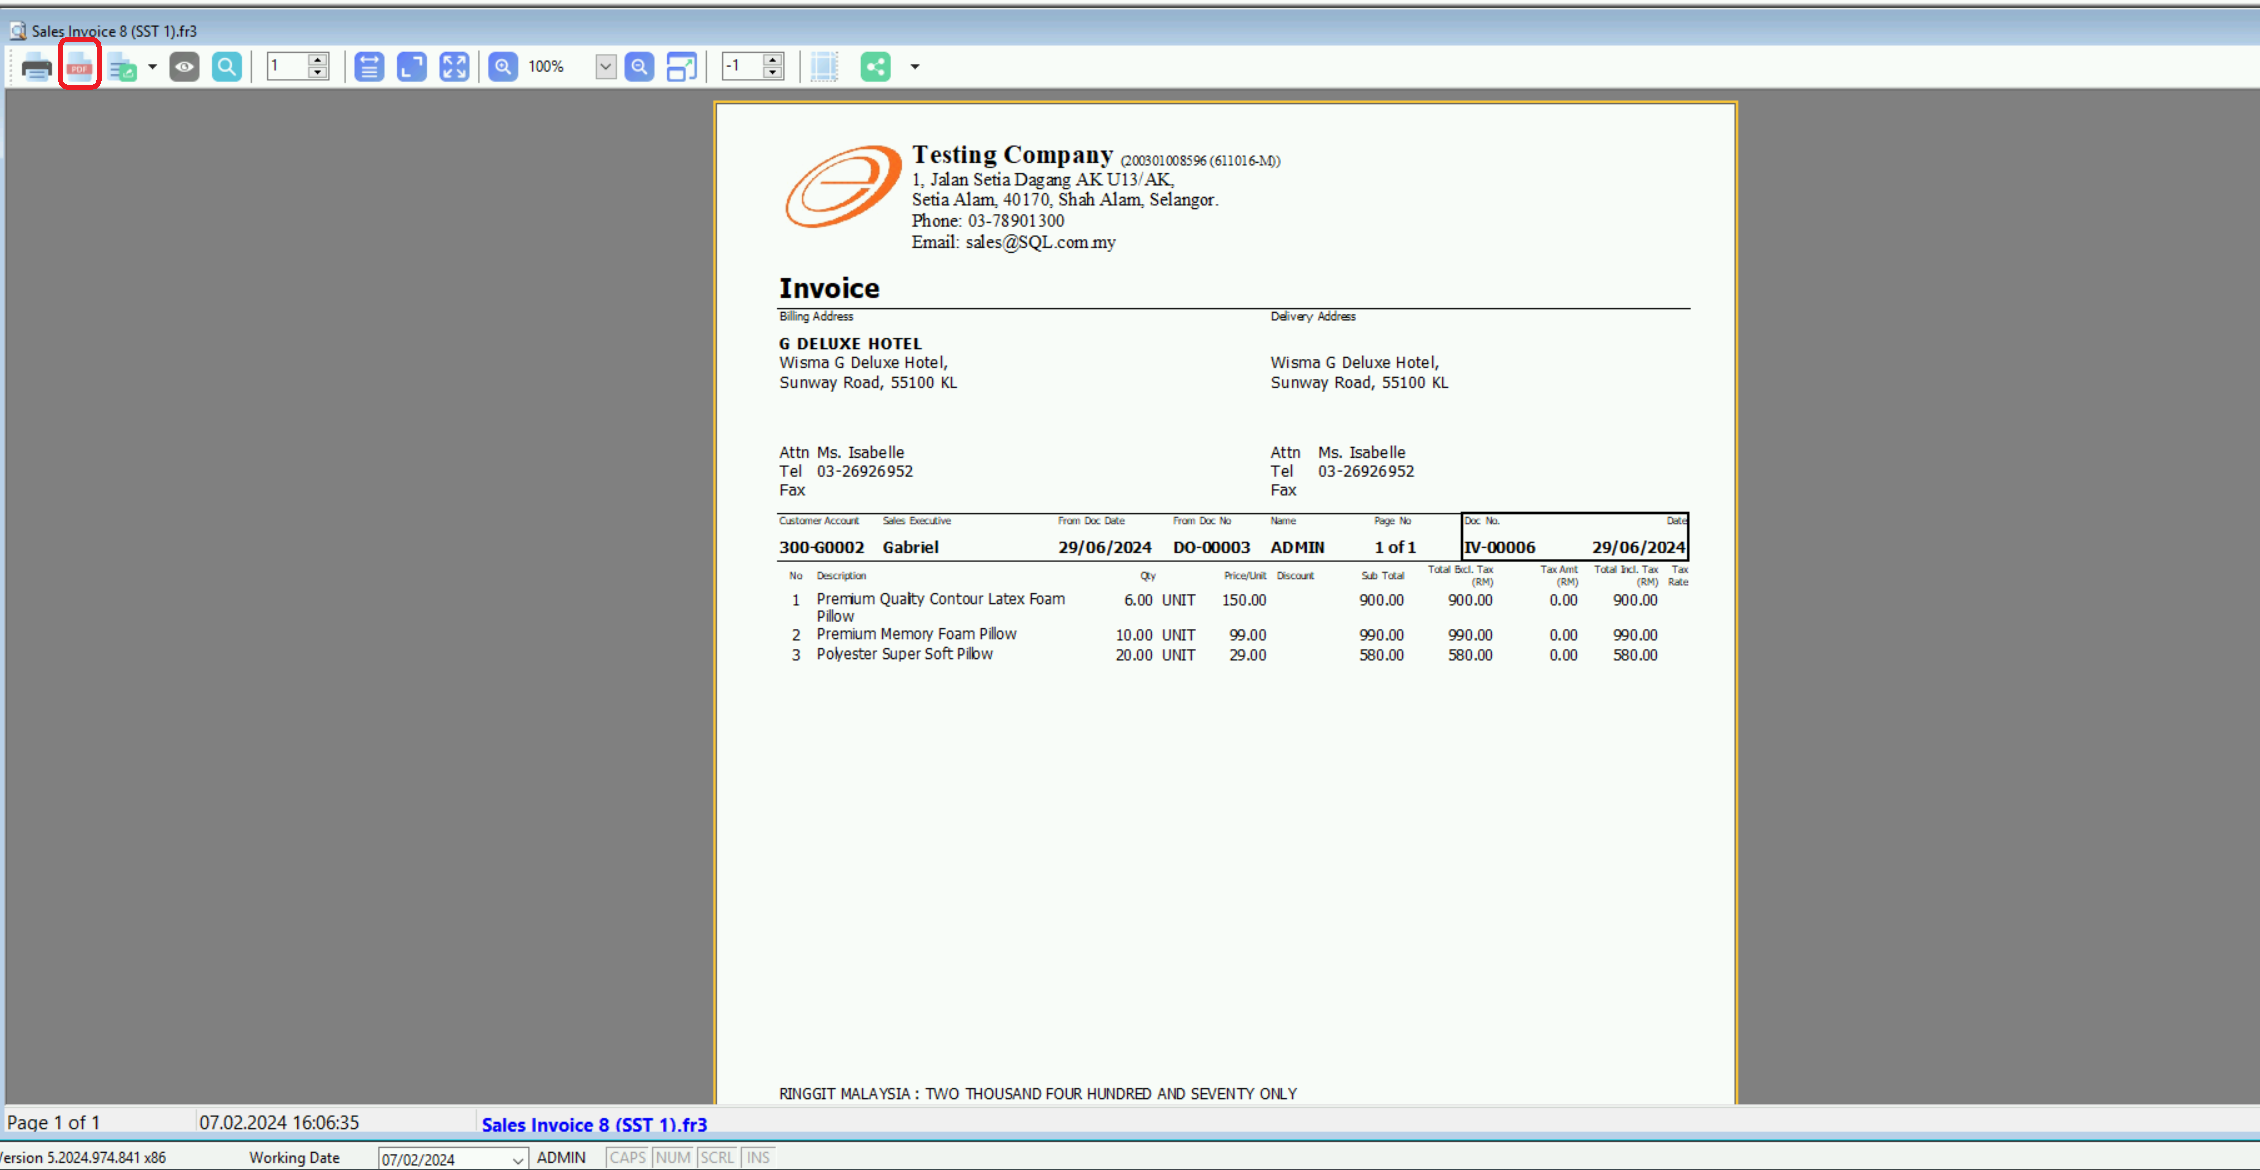 Sales Invoice 8 (SST 1).fr3
PDF 1 100% -1
Testing Company (200301008596 (611016-M))
1, Jalan Setia Dagang AK U13/AK,
Setia Alam, 40170, Shah Alam, Selangor.
Phone: 03-78901300
Email: sales@SQL.com.my
Invoice
Billing Address Delivery Address
G DELUXE HOTEL
Wisma G Deluxe Hotel, Wisma G Deluxe Hotel,
Sunway Road, 55100 KL Sunway Road, 55100 KL
Attn Ms. Isabelle Attn Ms. Isabelle
Tel 03-26926952 Tel 03-26926952
Fax Fax
Customer Account Sales Executive From Doc Date From Doc No Name Page No Doc No. Date
300-G0002 Gabriel 29/06/2024 DO-00003 ADMIN 1 of 1 IV-00006 29/06/2024
No Description Qty Price/Unit Discount Sub Total Total Excl. Tax (RM) Tax Amt (RM) Total Incl. Tax (RM) Tax Rate
1 Premium Quality Contour Latex Foam 6.00 UNIT 150.00 900.00 900.00 0.00 900.00
Pillow
2 Premium Memory Foam Pillow 10.00 UNIT 99.00 990.00 990.00 0.00 990.00
3 Polyester Super Soft Pillow 20.00 UNIT 29.00 580.00 580.00 0.00 580.00
RINGGIT MALAYSIA : TWO THOUSAND FOUR HUNDRED AND SEVENTY ONLY
Page 1 of 1 07.02.2024 16:06:35 Sales Invoice 8 (SST 1).fr3
ersion 5.2024.974.841 x86 Working Date 07/02/2024 ADMIN CAPS NUM SCRL INS